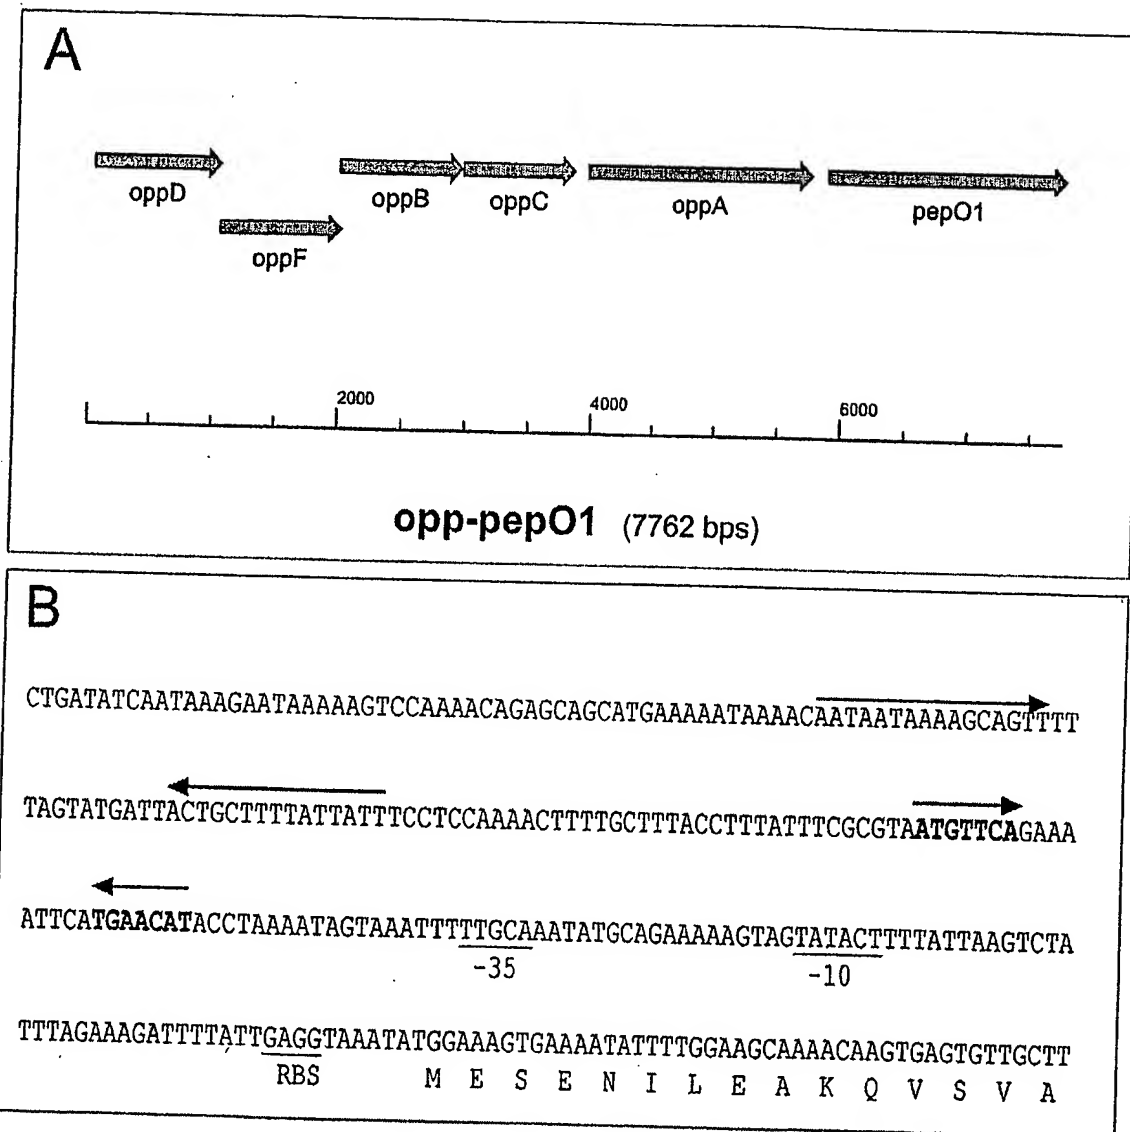 A
oppD oppB oppC oppA pepO1
oppF
2000 4000 6000
opp-pepO1 (7762 bps)
B
CTGATATCAATAAAGAATAAAAAGTCCAAAACAGAGCAGCATGAAAAATAAAACAATAATAAAAGCAGTTTT
TAGTATGATTACTGCTTTTATTATTTCCTCCAAAACTTTTGCTTTACCTTTATTTCGCGTAATGTTCAGAAA
ATTCATGAACATACCTAAAATAGTAAATTTTTGCAAATATGCAGAAAAAGTAGTATACTTTTATTAAGTCTA
-35 -10
TTTAGAAAGATTTTATTGAGGTAAATATGGAAAGTGAAAATATTTTGGAAGCAAAACAAGTGAGTGTTGCTT
RBS M E S E N I L E A K Q V S V A